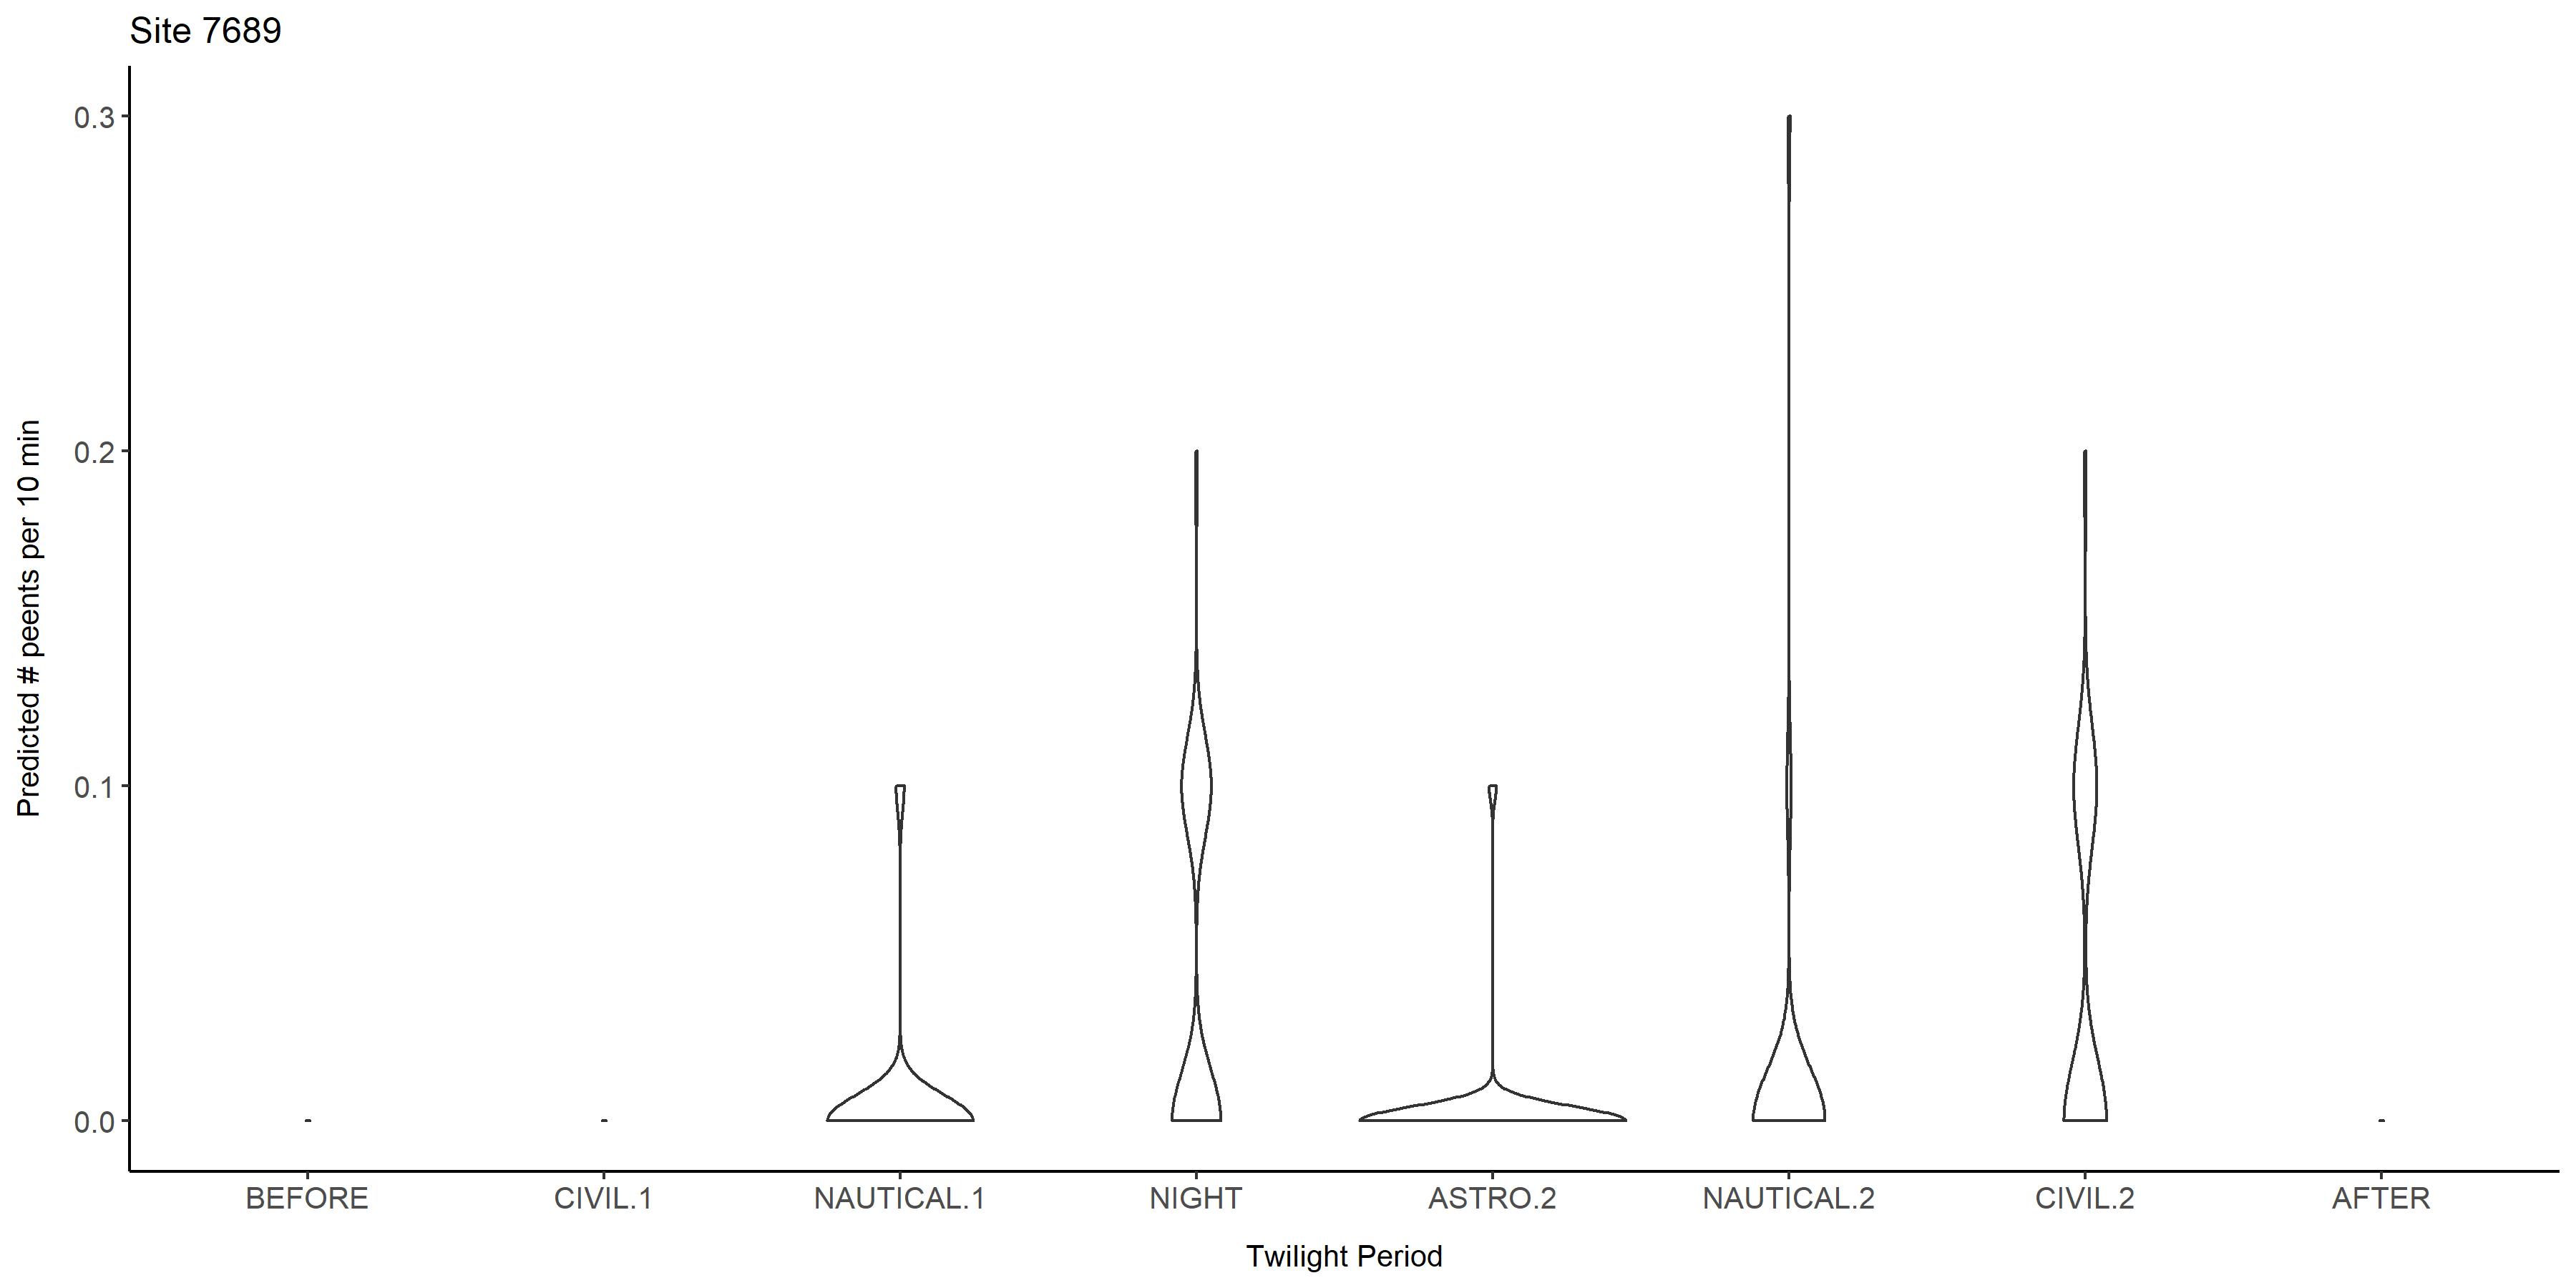 Site 7689
Predicted # peents per 10 min
0.3
0.2
0.1
0.0
BEFORE CIVIL.1 NAUTICAL.1 NIGHT ASTRO.2 NAUTICAL.2 CIVIL.2 AFTER
Twilight Period